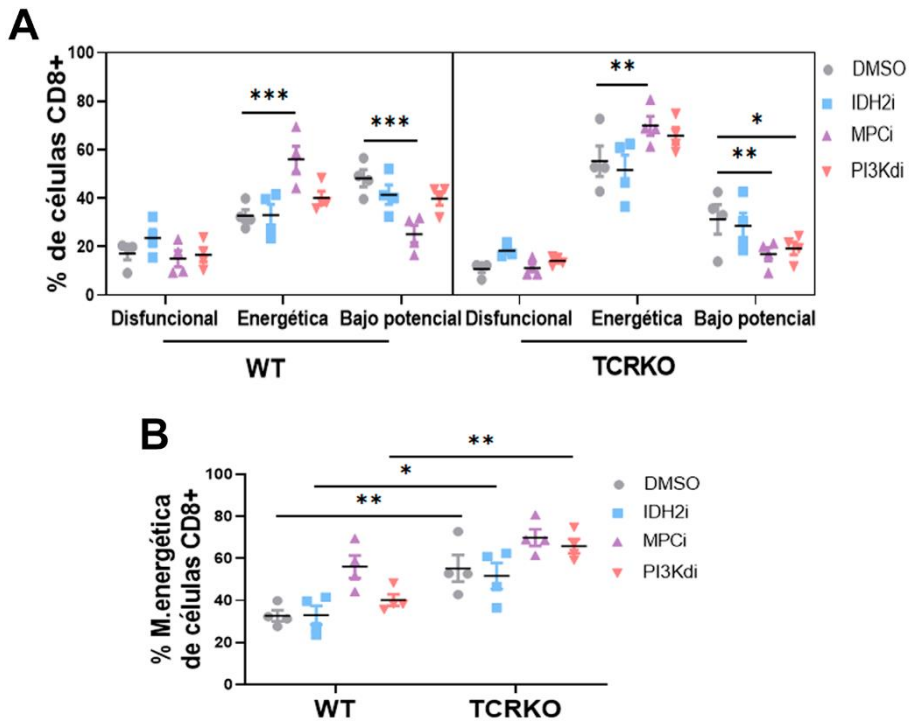 A
% de células CD8+
100
80
60
40
20
0
***
***
**
*
**
Disfuncional Energética Bajo potencial Disfuncional Energética Bajo potencial
WT TCRKO
DMSO
IDH2i
MPCi
PI3Kdi
B
% M.energética
de células CD8+
100
80
60
40
20
0
**
*
**
WT TCRKO
DMSO
IDH2i
MPCi
PI3Kdi